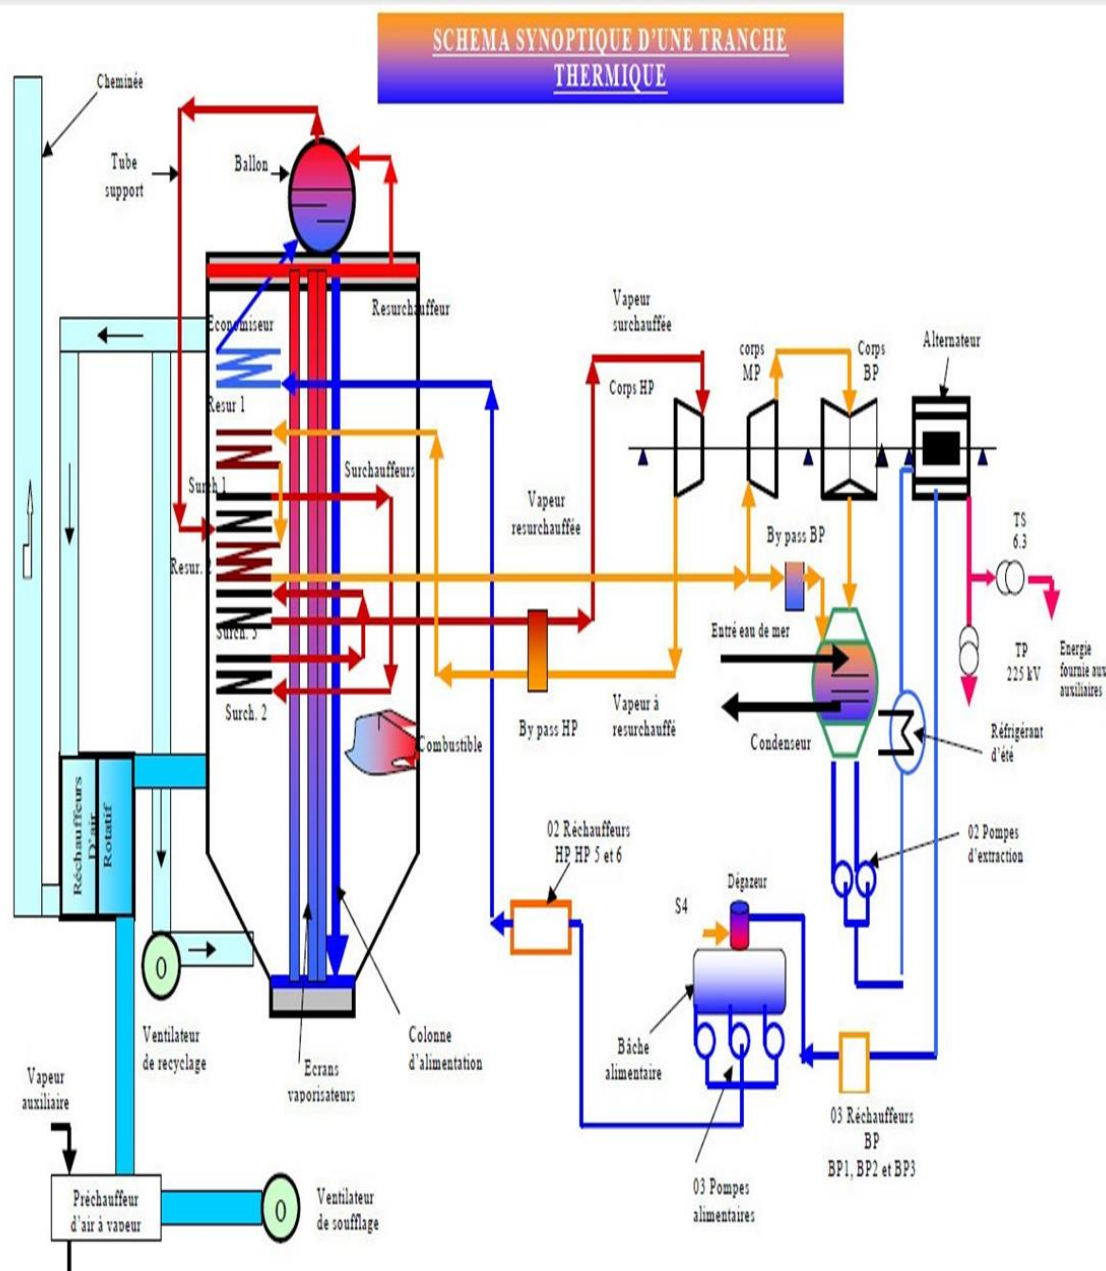 SCHEMA SYNOPTIQUE D'UNE TRANCHE
THERMIQUE
Cheminée
Tube
support
Ballon
Resurchauffeur
Economiseur
Resur 1
Surch 1
Surchauffeurs
Resur. 2
Surch. 3
Surch. 2
Combustible
Vapeur
surchauffée
Corps HP
corps
MP
Corps
BP
Alternateur
Vapeur
resurchauffée
By pass BP
TS
6.3
Entré eau de mer
TP
225 kV
Energie
fournie aux
auxiliaires
By pass HP
Vapeur à
resurchauffé
Condenseur
Réfrigérant
d'été
Réchauffeurs
D'air
Rotatif
02 Réchauffeurs
HP HP 5 et 6
02 Pompes
d'extraction
Dégazeur
S4
Ventilateur
de recyclage
Ecrans
vaporisateurs
Colonne
d'alimentation
Bâche
alimentaire
03 Réchauffeurs
BP
BP1, BP2 et BP3
03 Pompes
alimentaires
Vapeur
auxiliaire
Préchauffeur
d'air à vapeur
Ventilateur
de soufflage